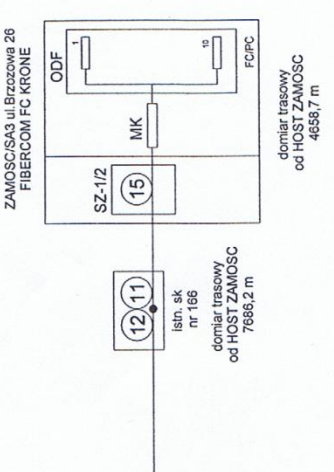 ZAMOSC/SA3 ul.Brzozowa 26
FIBERCOM FC KRONE
ODF
1
10
FC/PC
MK
SZ-1/2
15
domiar trasowy
od HOST ZAMOSC
4658,7 m
12 11
istn. sk
nr 166
domiar trasowy
od HOST ZAMOSC
7686,2 m